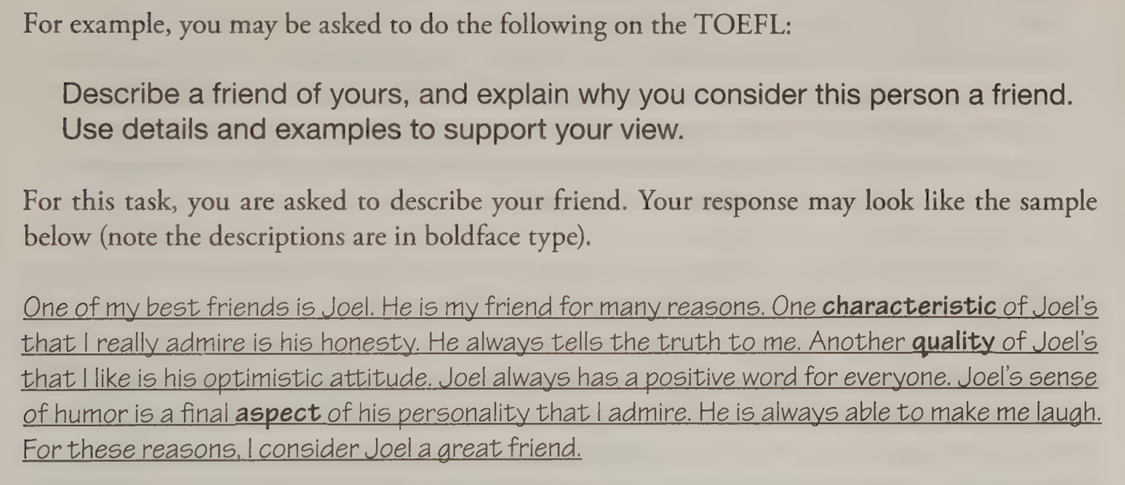 For example, you may be asked to do the following on the TOEFL:
Describe a friend of yours, and explain why you consider this person a friend.
Use details and examples to support your view.
For this task, you are asked to describe your friend. Your response may look like the sample
below (note the descriptions are in boldface type).
One of my best friends is Joel. He is my friend for many reasons. One characteristic of Joel's
that I really admire is his honesty. He always tells the truth to me. Another quality of Joel's
that I like is his optimistic attitude. Joel always has a positive word for everyone. Joel's sense
of humor is a final aspect of his personality that I admire. He is always able to make me laugh.
For these reasons, I consider Joel a great friend.